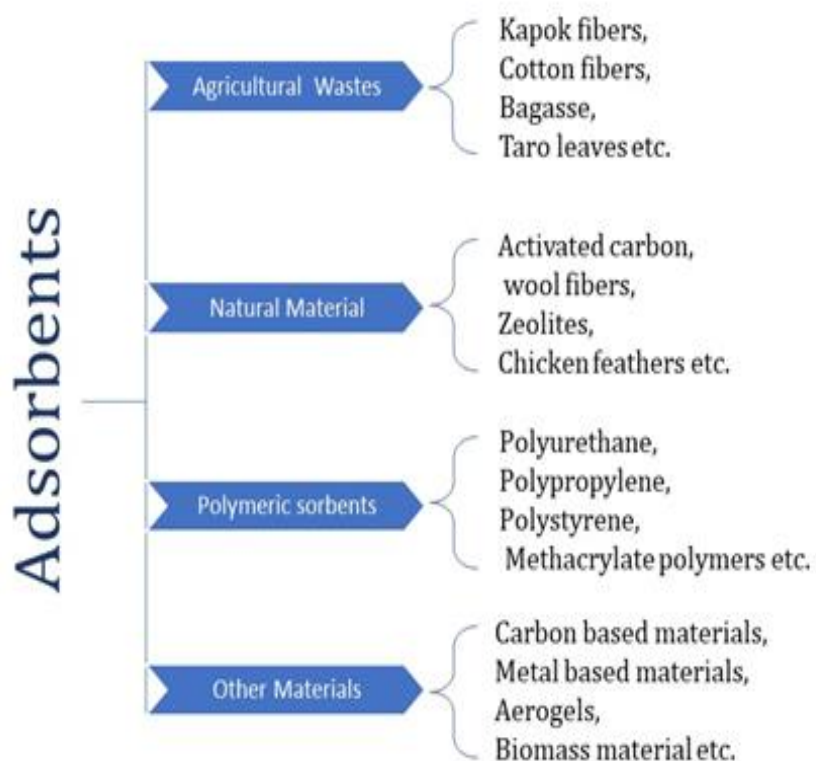 Adsorbents
Agricultural Wastes
Kapok fibers,
Cotton fibers,
Bagasse,
Taro leaves etc.
Natural Material
Activated carbon,
wool fibers,
Zeolites,
Chicken feathers etc.
Polymeric sorbents
Polyurethane,
Polypropylene,
Polystyrene,
Methacrylate polymers etc.
Other Materials
Carbon based materials,
Metal based materials,
Aerogels,
Biomass material etc.